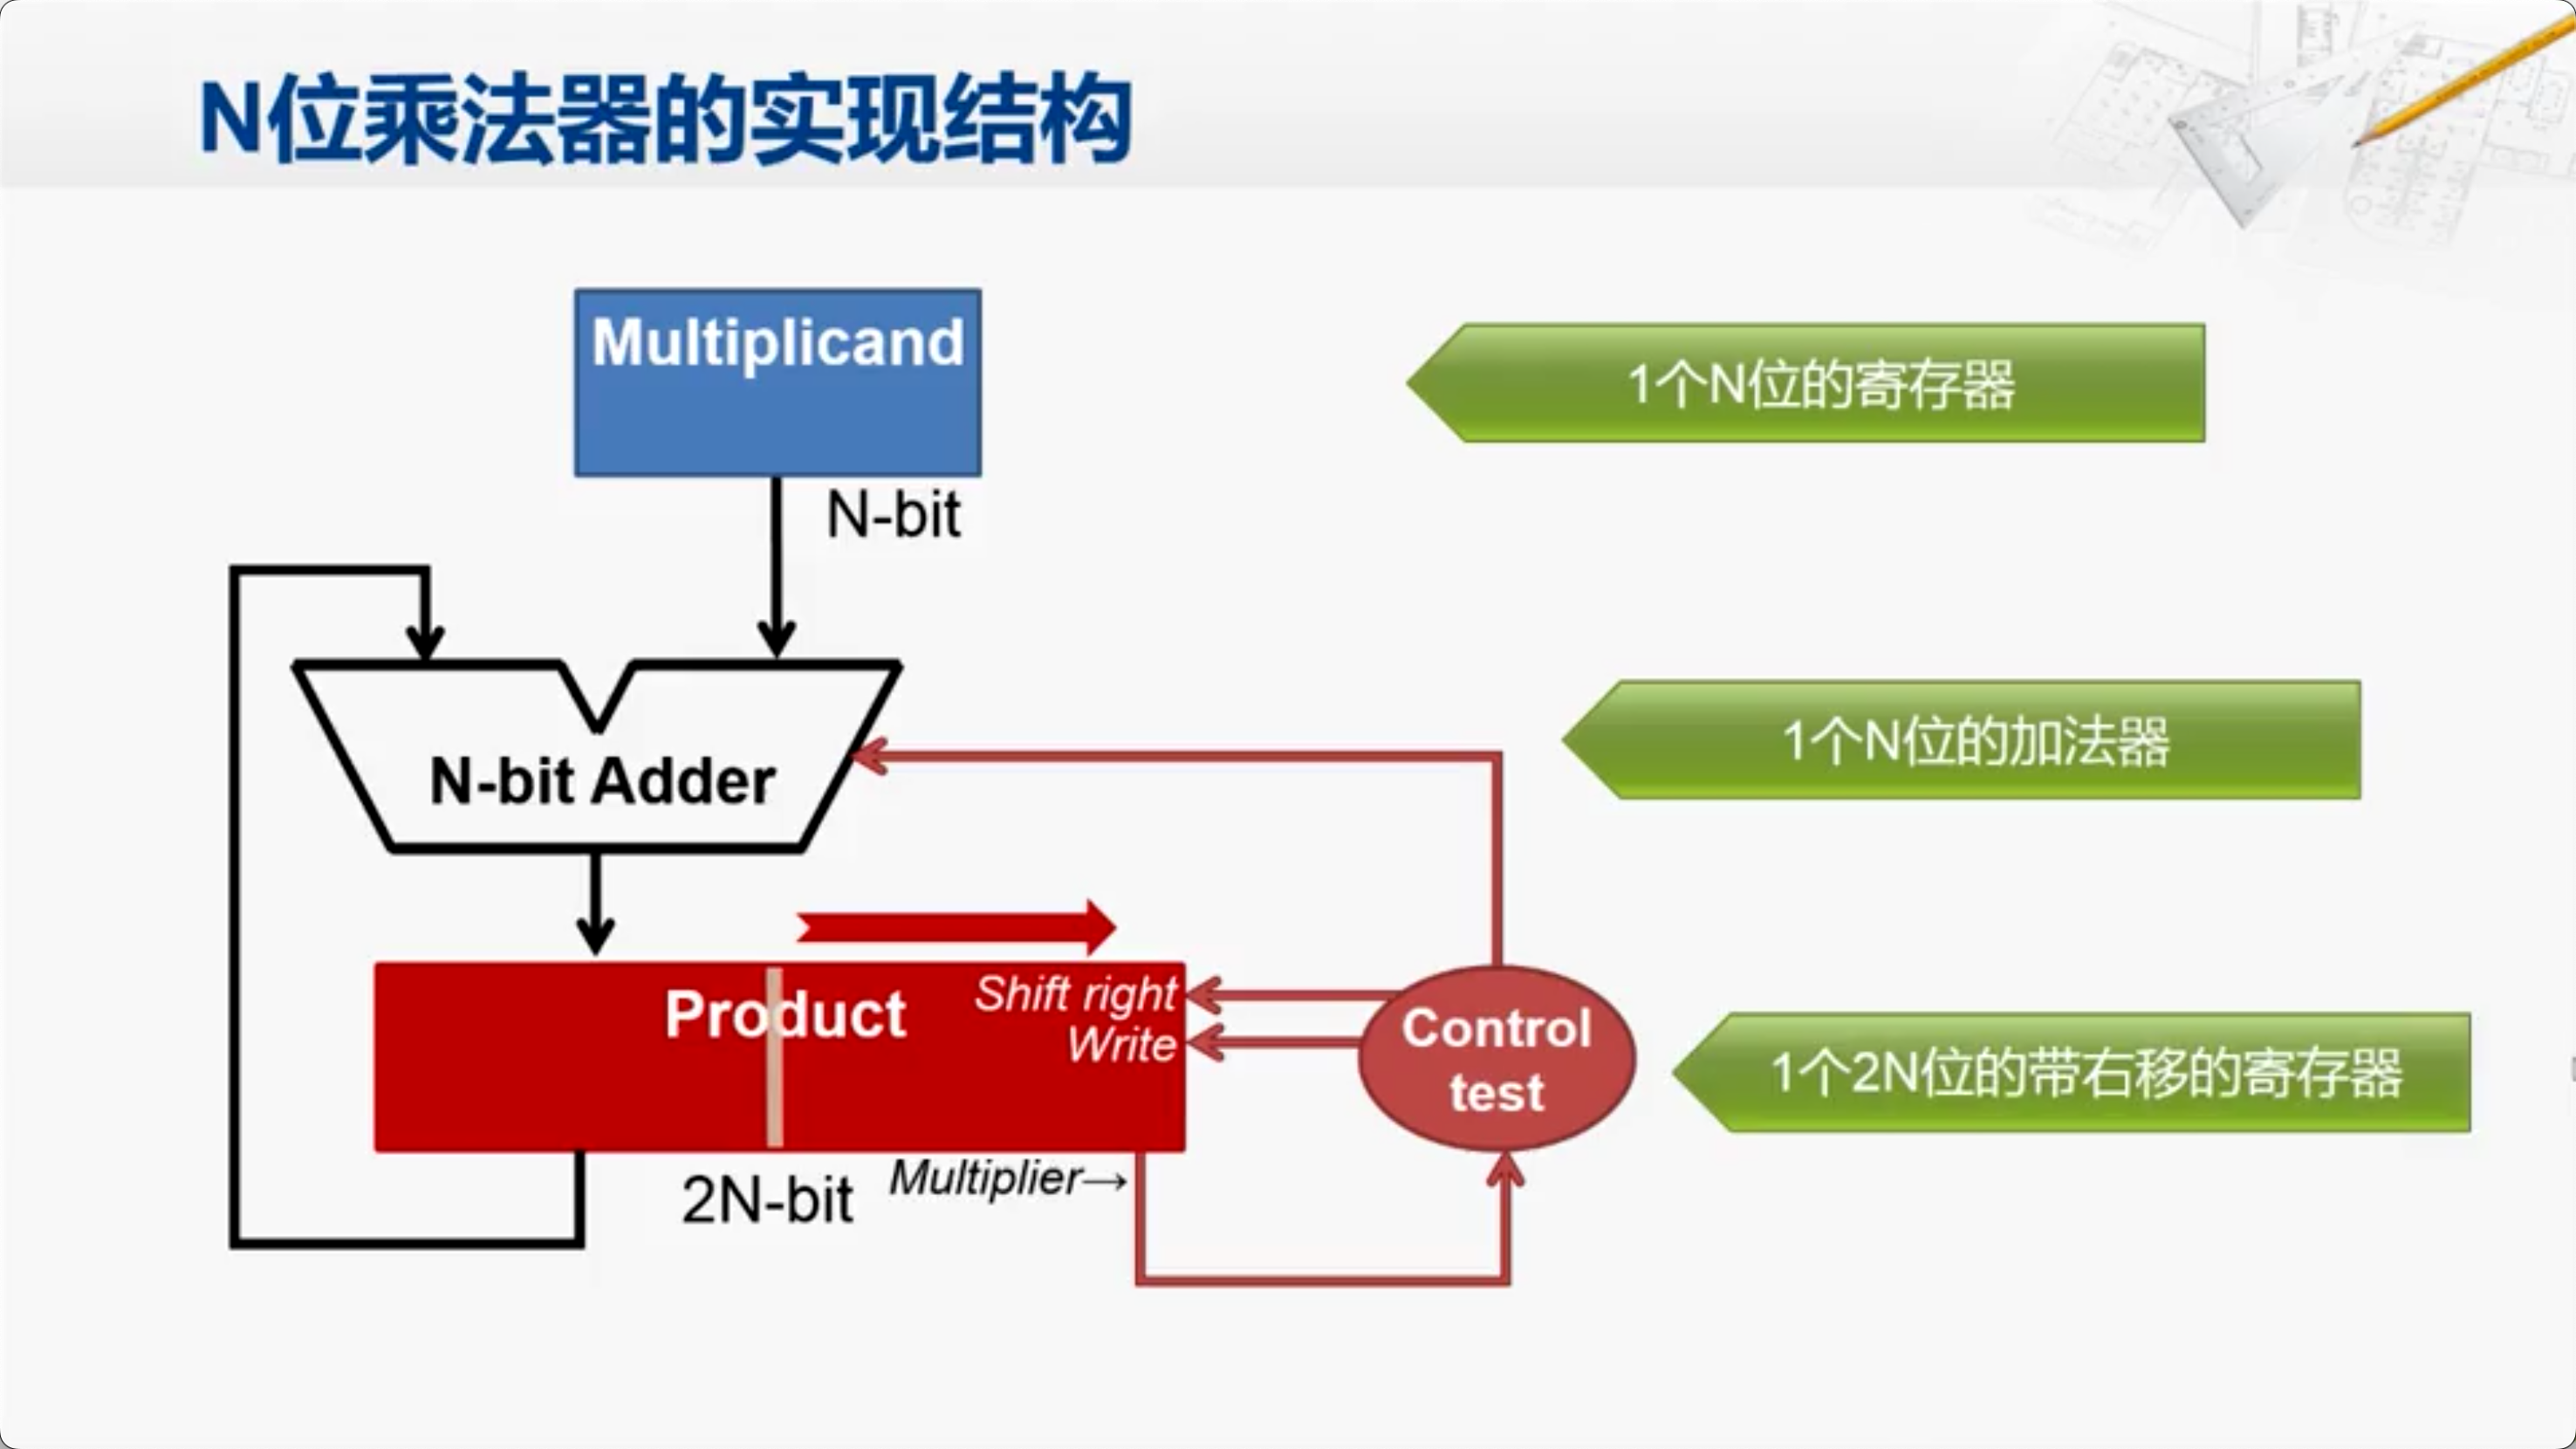 N位乘法器的实现结构
Multiplicand
1个N位的寄存器
N-bit
N-bit Adder
1个N位的加法器
Product
Shift right
Write
Control
test
1个2N位的带右移的寄存器
2N-bit
Multiplier→